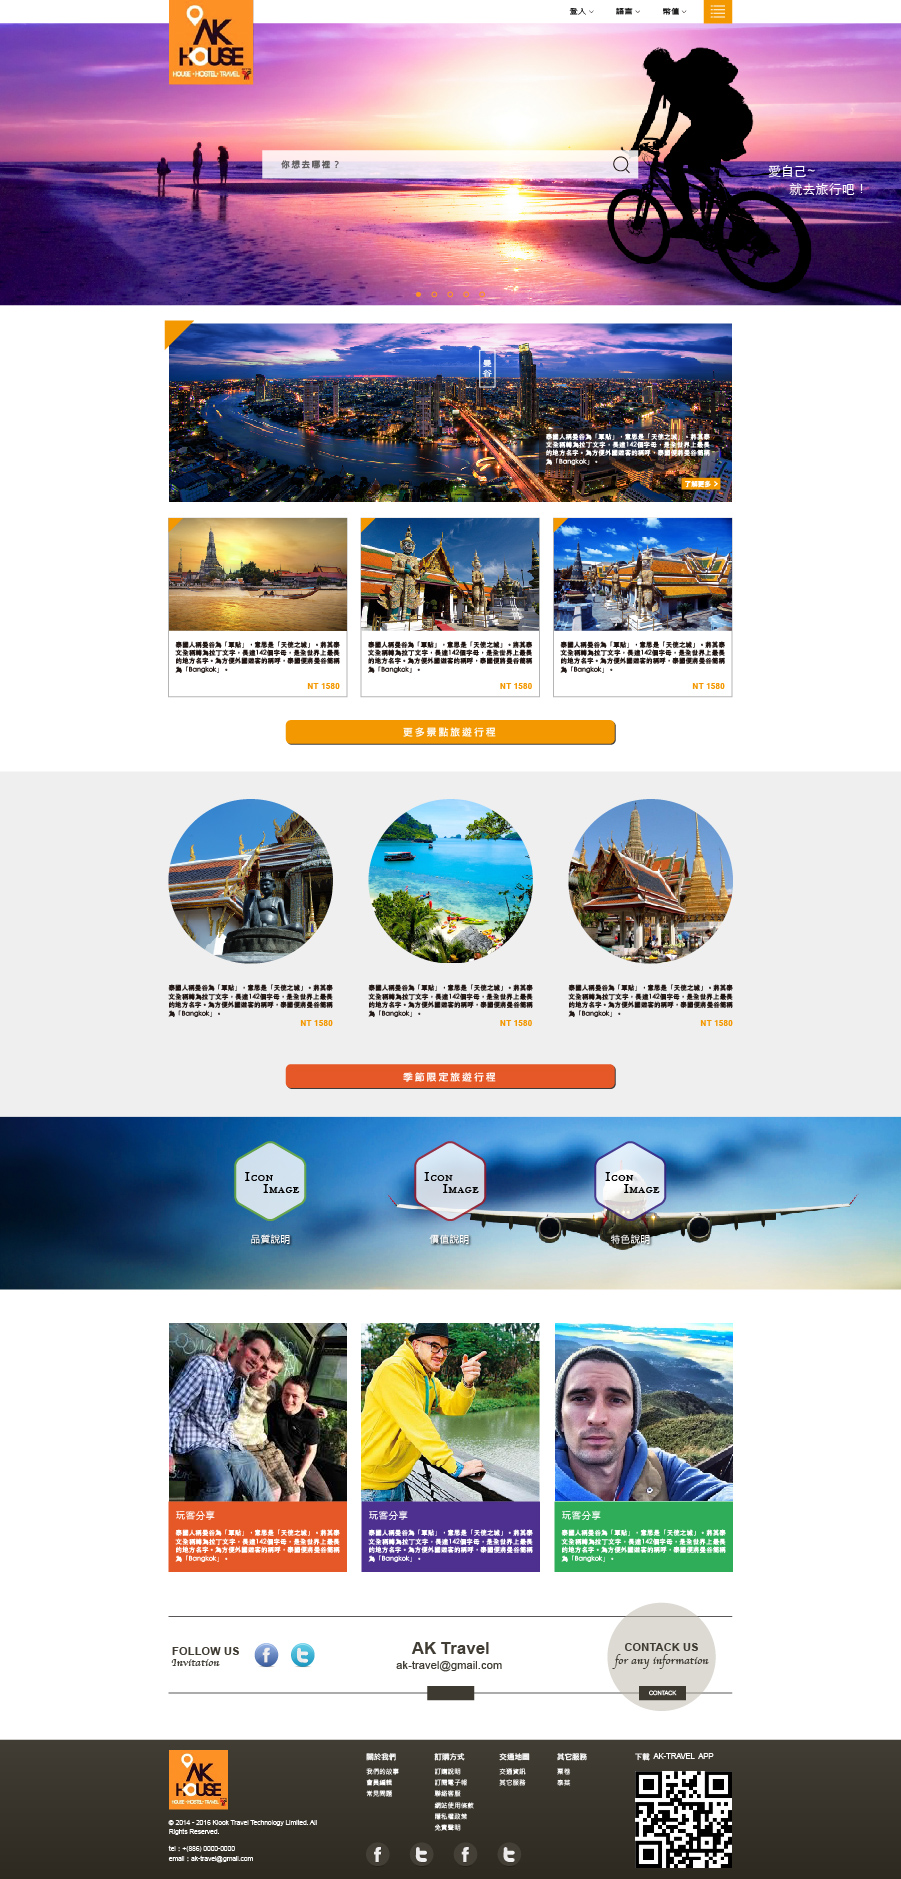 AK
HOUSE
HOUSE・HOSTEL・TRAVEL
登入 語言 幣值
你想去哪裡？
愛自己~
就去旅行吧！
曼谷
泰國人稱曼谷為「軍貼」，意思是「天使之城」。將其泰
文全稱轉為拉丁文字，長達142個字母，是全世界上最長
的地方名字。為方便外國遊客的稱呼，泰國便將曼谷簡稱
為「Bangkok」。
了解更多 >
泰國人稱曼谷為「軍貼」，意思是「天使之城」。將其泰
文全稱轉為拉丁文字，長達142個字母，是全世界上最長
的地方名字。為方便外國遊客的稱呼，泰國便將曼谷簡稱
為「Bangkok」。
NT 1580
泰國人稱曼谷為「軍貼」，意思是「天使之城」。將其泰
文全稱轉為拉丁文字，長達142個字母，是全世界上最長
的地方名字。為方便外國遊客的稱呼，泰國便將曼谷簡稱
為「Bangkok」。
NT 1580
泰國人稱曼谷為「軍貼」，意思是「天使之城」。將其泰
文全稱轉為拉丁文字，長達142個字母，是全世界上最長
的地方名字。為方便外國遊客的稱呼，泰國便將曼谷簡稱
為「Bangkok」。
NT 1580
更多景點旅遊行程
泰國人稱曼谷為「軍貼」，意思是「天使之城」。將其泰
文全稱轉為拉丁文字，長達142個字母，是全世界上最長
的地方名字。為方便外國遊客的稱呼，泰國便將曼谷簡稱
為「Bangkok」。
NT 1580
泰國人稱曼谷為「軍貼」，意思是「天使之城」。將其泰
文全稱轉為拉丁文字，長達142個字母，是全世界上最長
的地方名字。為方便外國遊客的稱呼，泰國便將曼谷簡稱
為「Bangkok」。
NT 1580
泰國人稱曼谷為「軍貼」，意思是「天使之城」。將其泰
文全稱轉為拉丁文字，長達142個字母，是全世界上最長
的地方名字。為方便外國遊客的稱呼，泰國便將曼谷簡稱
為「Bangkok」。
NT 1580
季節限定旅遊行程
ICON
IMAGE
品質說明
ICON
IMAGE
價值說明
ICON
IMAGE
特色說明
玩客分享
泰國人稱曼谷為「軍貼」，意思是「天使之城」。將其泰
文全稱轉為拉丁文字，長達142個字母，是全世界上最長
的地方名字。為方便外國遊客的稱呼，泰國便將曼谷簡稱
為「Bangkok」。
玩客分享
泰國人稱曼谷為「軍貼」，意思是「天使之城」。將其泰
文全稱轉為拉丁文字，長達142個字母，是全世界上最長
的地方名字。為方便外國遊客的稱呼，泰國便將曼谷簡稱
為「Bangkok」。
玩客分享
泰國人稱曼谷為「軍貼」，意思是「天使之城」。將其泰
文全稱轉為拉丁文字，長達142個字母，是全世界上最長
的地方名字。為方便外國遊客的稱呼，泰國便將曼谷簡稱
為「Bangkok」。
FOLLOW US
Invitation
AK Travel
ak-travel@gmail.com
CONTACK US
for any information
CONTACK
AK
HOUSE
HOUSE・HOSTEL・TRAVEL
© 2014 - 2016 Klook Travel Technology Limited. All
Rights Reserved.
tel：+(886) 0000-0000
email：ak-travel@gmail.com
關於我們
我們的故事
會員編輯
常見問題
訂購方式
訂購說明
訂閱電子報
聯絡客服
網站使用條款
隱私權政策
免責聲明
交通地圖
交通資訊
其它服務
其它服務
票卷
泰菜
下載 AK-TRAVEL APP